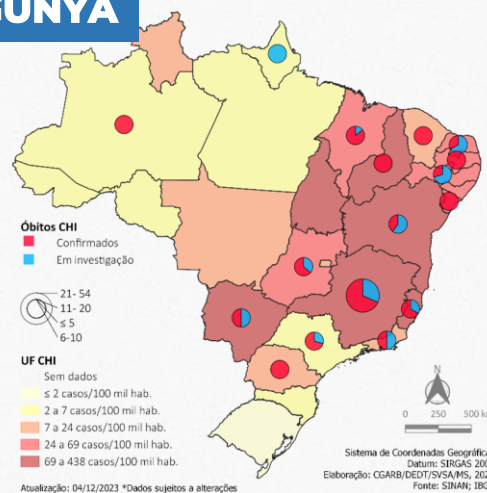 GUNYA
Óbitos CHI
Confirmados
Em investigação
21- 54
11- 20
≤ 5
6-10
UF CHI
Sem dados
≤ 2 casos/100 mil hab.
2 a 7 casos/100 mil hab.
7 a 24 casos/100 mil hab.
24 a 69 casos/100 mil hab.
69 a 438 casos/100 mil hab.
Atualização: 04/12/2023 *Dados sujeitos a alterações
N
0 250 500 km
Sistema de Coordenadas Geográfica
Datum: SIRGAS 200
Elaboração: CGARB/DEDT/SVSA/MS, 202
Fonte: SINAN; IBG